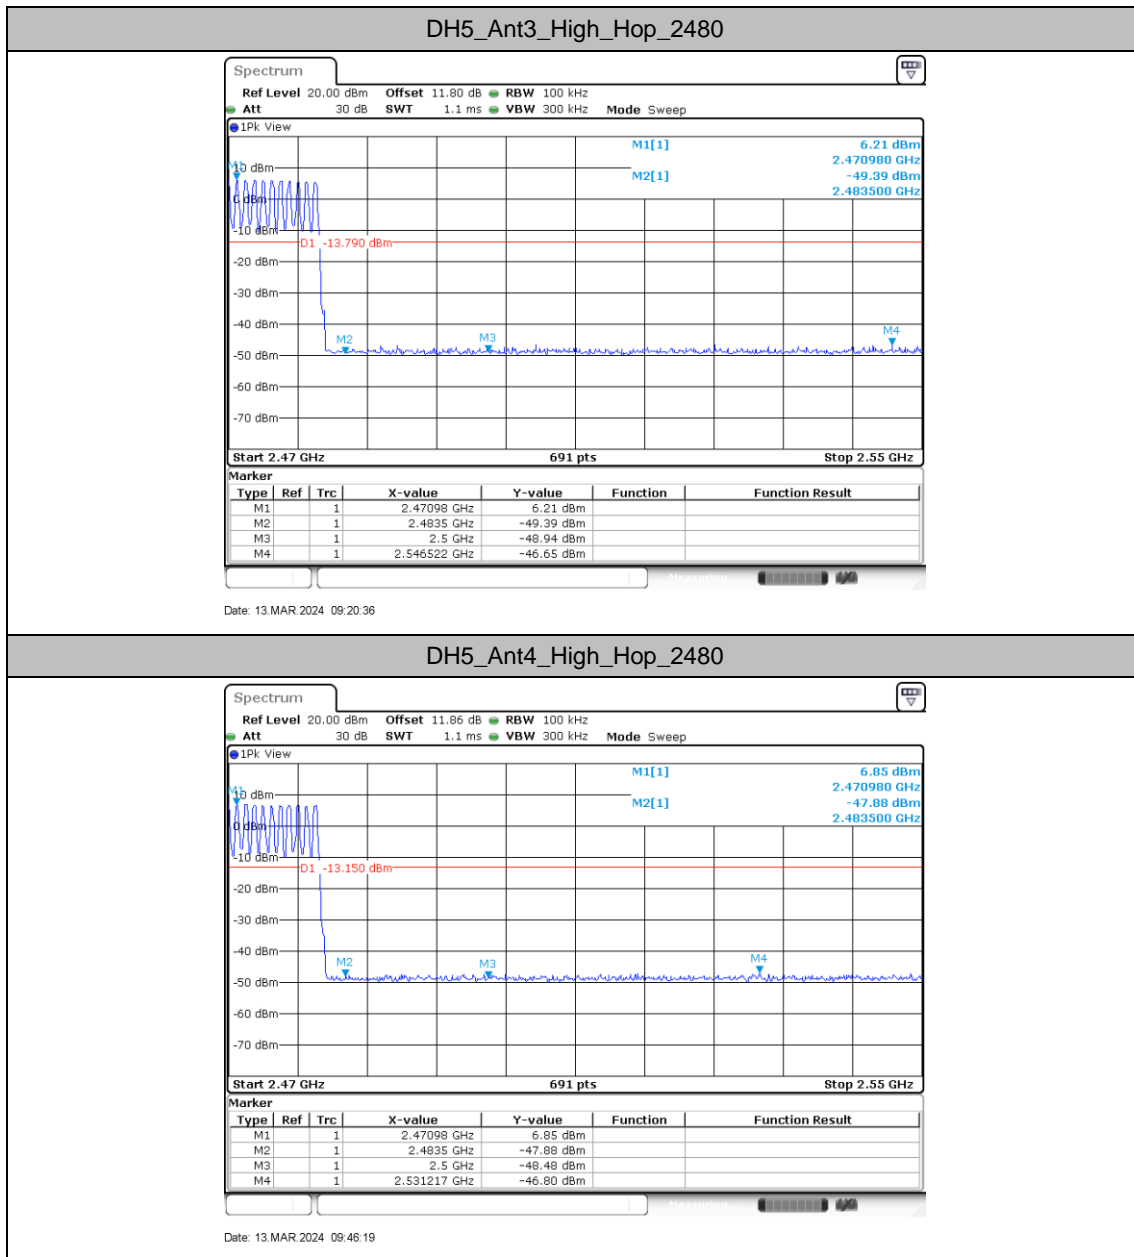 DH5_Ant3_High_Hop_2480
Spectrum
Ref Level 20.00 dBm Offset 11.80 dB RBW 100 kHz
Att 30 dB SWT 1.1 ms VBW 300 kHz Mode Sweep
1Pk View
M1[1] 6.21 dBm
2.470980 GHz
M2[1] -49.39 dBm
2.483500 GHz
M1
10 dBm
0 dBm
-10 dBm
D1 -13.790 dBm
-20 dBm
-30 dBm
-40 dBm
M2 M3 M4
-50 dBm
-60 dBm
-70 dBm
Start 2.47 GHz 691 pts Stop 2.55 GHz
Marker
Type Ref Trc X-value Y-value Function Function Result
M1 1 2.47098 GHz 6.21 dBm
M2 1 2.4835 GHz -49.39 dBm
M3 1 2.5 GHz -48.94 dBm
M4 1 2.546522 GHz -46.65 dBm
Measuring...
Date: 13.MAR.2024 09:20:36
DH5_Ant4_High_Hop_2480
Spectrum
Ref Level 20.00 dBm Offset 11.86 dB RBW 100 kHz
Att 30 dB SWT 1.1 ms VBW 300 kHz Mode Sweep
1Pk View
M1[1] 6.85 dBm
2.470980 GHz
M2[1] -47.88 dBm
2.483500 GHz
M1
10 dBm
0 dBm
-10 dBm
D1 -13.150 dBm
-20 dBm
-30 dBm
-40 dBm
M2 M3 M4
-50 dBm
-60 dBm
-70 dBm
Start 2.47 GHz 691 pts Stop 2.55 GHz
Marker
Type Ref Trc X-value Y-value Function Function Result
M1 1 2.47098 GHz 6.85 dBm
M2 1 2.4835 GHz -47.88 dBm
M3 1 2.5 GHz -48.48 dBm
M4 1 2.531217 GHz -46.80 dBm
Measuring...
Date: 13.MAR.2024 09:46:19